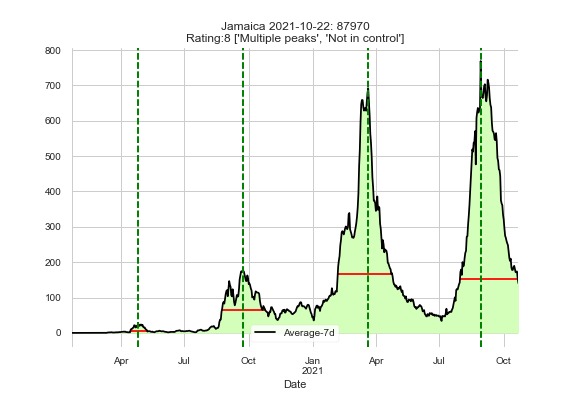 Jamaica 2021-10-22: 87970
Rating:8 ['Multiple peaks', 'Not in control']
800
700
600
500
400
300
200
100
0
Average-7d
Apr Jul Oct Jan Apr Jul Oct
2021
Date